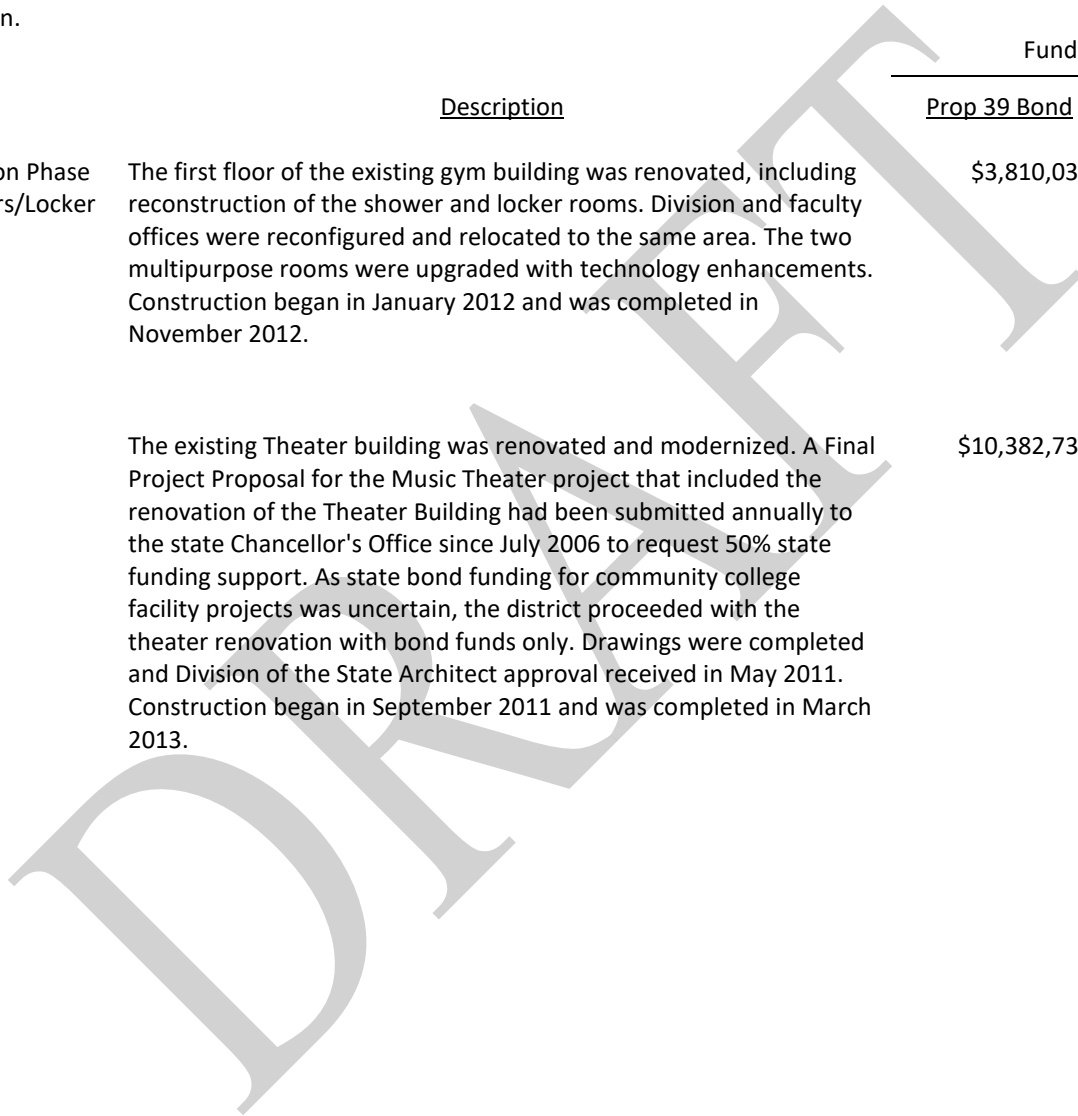 n.
Fund
Description Prop 39 Bond
on Phase The first floor of the existing gym building was renovated, including $3,810,03
rs/Locker reconstruction of the shower and locker rooms. Division and faculty
offices were reconfigured and relocated to the same area. The two
multipurpose rooms were upgraded with technology enhancements.
Construction began in January 2012 and was completed in
November 2012.
The existing Theater building was renovated and modernized. A Final $10,382,73
Project Proposal for the Music Theater project that included the
renovation of the Theater Building had been submitted annually to
the state Chancellor's Office since July 2006 to request 50% state
funding support. As state bond funding for community college
facility projects was uncertain, the district proceeded with the
theater renovation with bond funds only. Drawings were completed
and Division of the State Architect approval received in May 2011.
Construction began in September 2011 and was completed in March
2013.
DRAFT